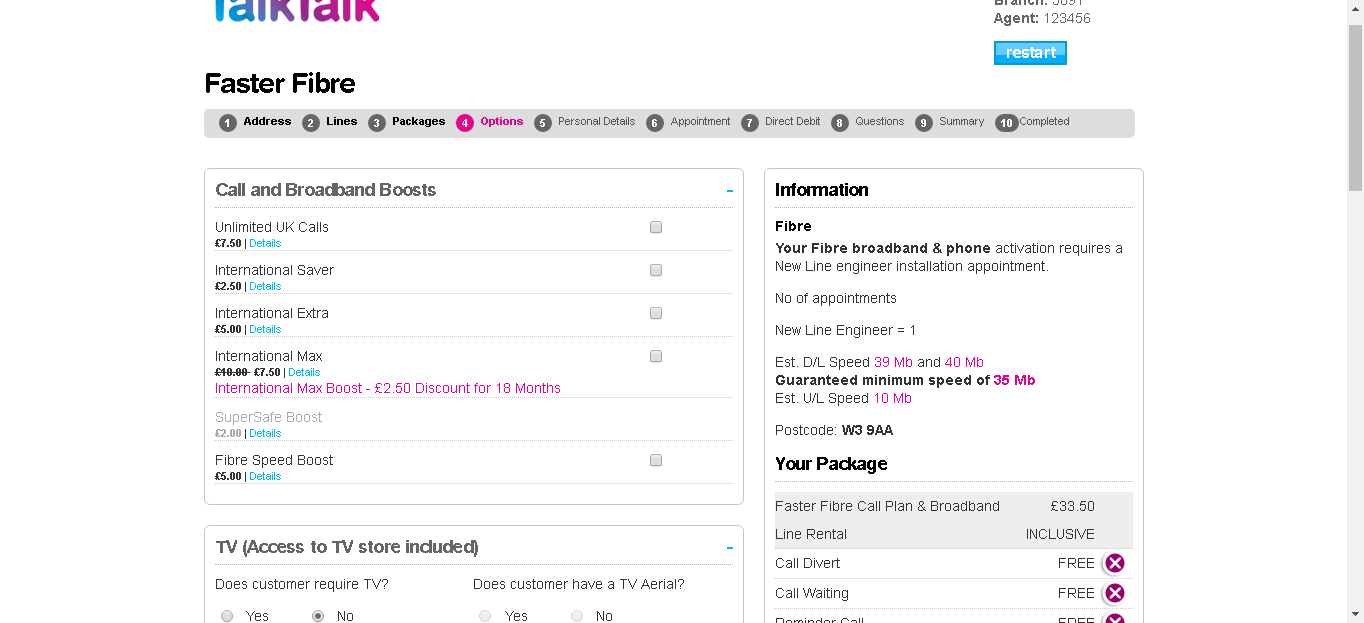 TalkTalk
Agent: 123456
restart
Faster Fibre
1 Address 2 Lines 3 Packages 4 Options 5 Personal Details 6 Appointment 7 Direct Debit 8 Questions 9 Summary 10 Completed
Call and Broadband Boosts -
Unlimited UK Calls
£7.50 | Details
International Saver
£2.50 | Details
International Extra
£5.00 | Details
International Max
£10.00 £7.50 | Details
International Max Boost - £2.50 Discount for 18 Months
SuperSafe Boost
£2.00 | Details
Fibre Speed Boost
£5.00 | Details
TV (Access to TV store included) -
Does customer require TV? Does customer have a TV Aerial?
Yes No Yes No
Information
Fibre
Your Fibre broadband & phone activation requires a
New Line engineer installation appointment.
No of appointments
New Line Engineer = 1
Est. D/L Speed 39 Mb and 40 Mb
Guaranteed minimum speed of 35 Mb
Est. U/L Speed 10 Mb
Postcode: W3 9AA
Your Package
Faster Fibre Call Plan & Broadband £33.50
Line Rental INCLUSIVE
Call Divert FREE
Call Waiting FREE
Reminder Call FREE